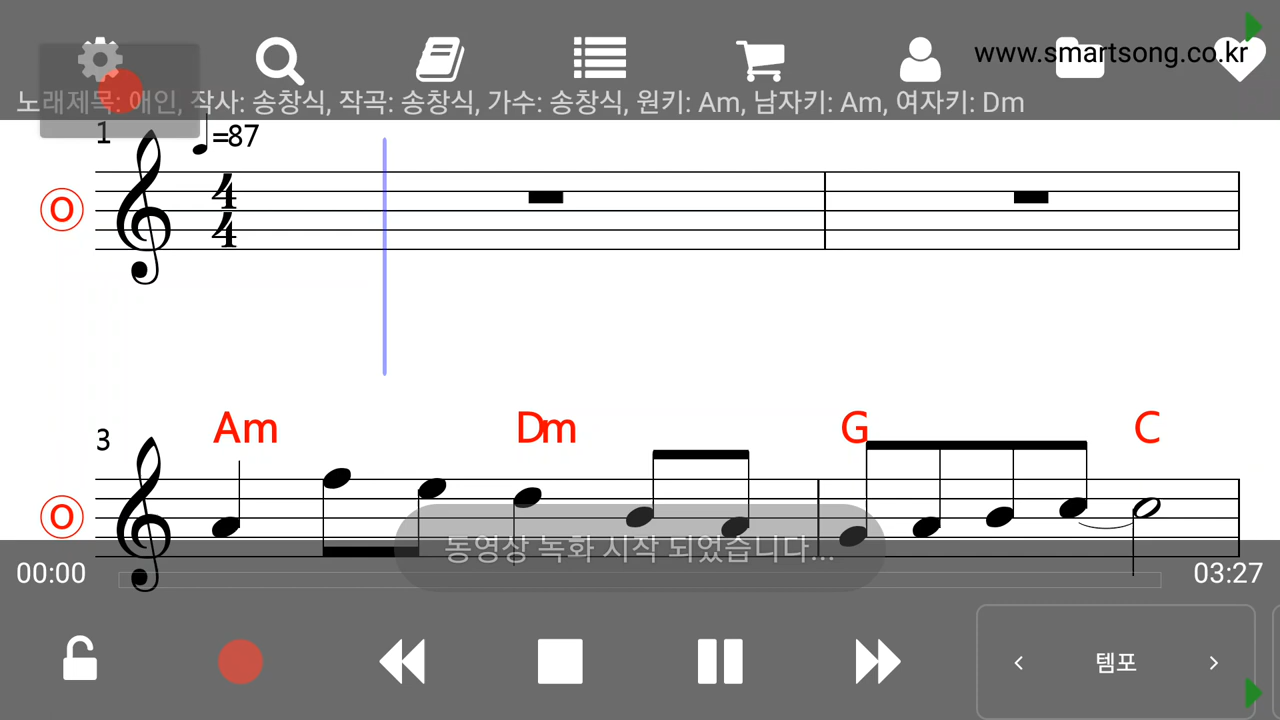 www.smartsong.co.kr
노래제목: 애인, 작사: 송창식, 작곡: 송창식, 가수: 송창식, 원키: Am, 남자키: Am, 여자키: Dm
1
=87
4
4
O
Am Dm G C
3
O
동영상 녹화 시작 되었습니다...
00:00 03:27
< 템포 >